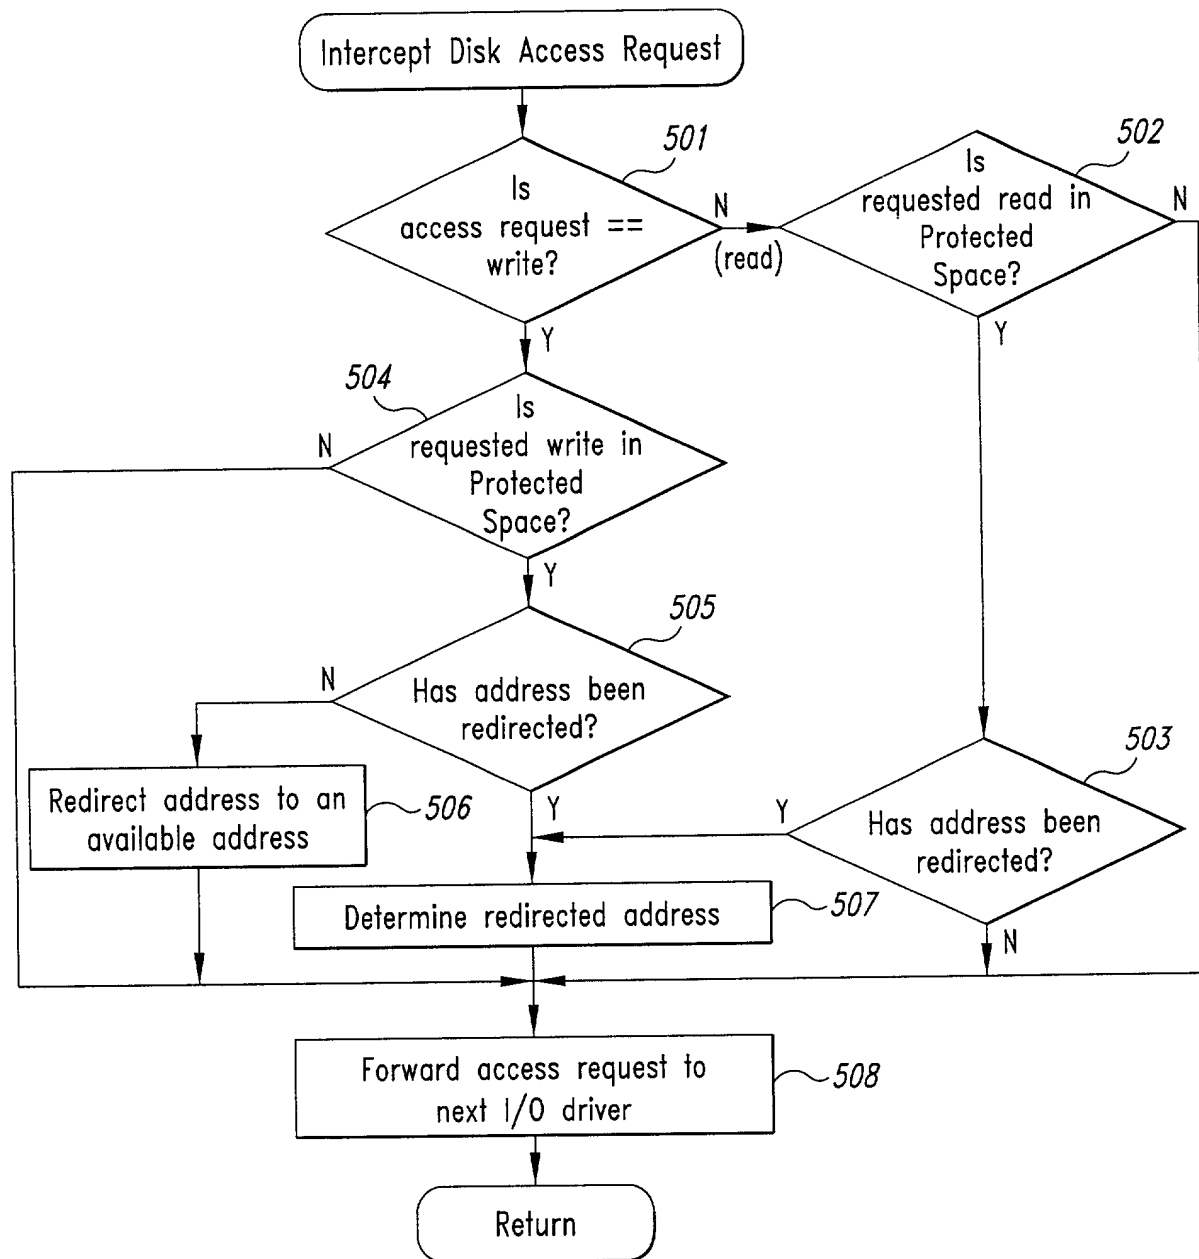 Intercept Disk Access Request
501
Is
access request ==
write?
N
(read)
Y
502
Is
requested read in
Protected
Space?
N
Y
504
Is
requested write in
Protected
Space?
N
Y
505
Has address been
redirected?
N
Y
503
Has address been
redirected?
Y
N
Redirect address to an
available address
506
Determine redirected address
507
Forward access request to
next I/O driver
508
Return